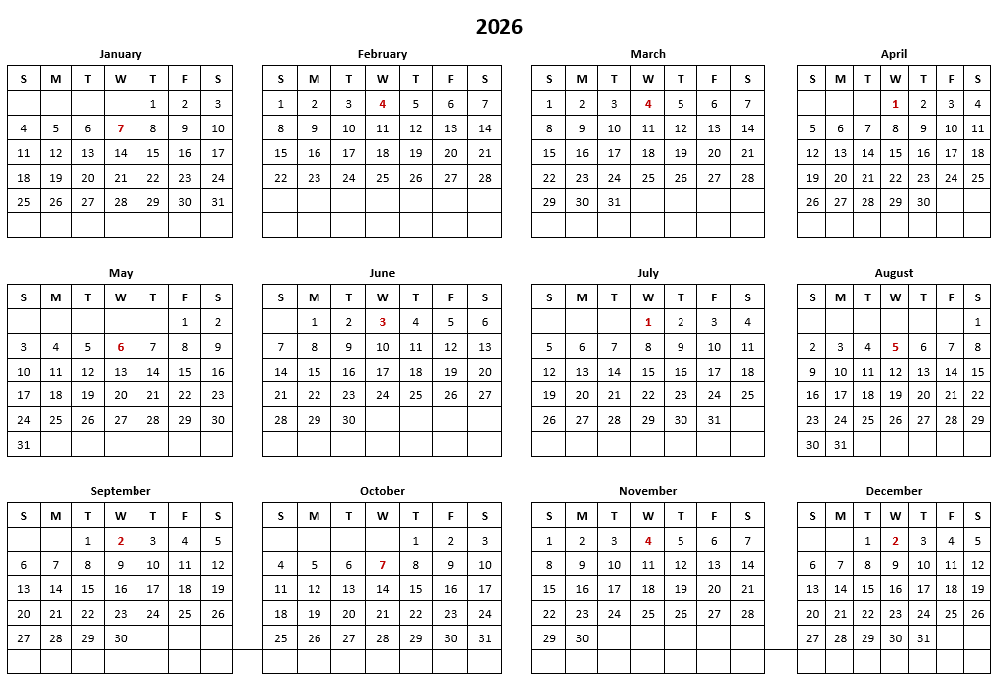 2026
January February March April
S M T W T F S S M T W T F S S M T W T F S S M T W T F S
1 2 3 1 2 3 4 5 6 7 1 2 3 4 5 6 7 1 2 3 4
4 5 6 7 8 9 10 8 9 10 11 12 13 14 8 9 10 11 12 13 14 5 6 7 8 9 10 11
11 12 13 14 15 16 17 15 16 17 18 19 20 21 15 16 17 18 19 20 21 12 13 14 15 16 17 18
18 19 20 21 22 23 24 22 23 24 25 26 27 28 22 23 24 25 26 27 28 19 20 21 22 23 24 25
25 26 27 28 29 30 31 29 30 31 26 27 28 29 30
May June July August
S M T W T F S S M T W T F S S M T W T F S S M T W T F S
1 2 1 2 3 4 5 6 1 2 3 4 1
3 4 5 6 7 8 9 7 8 9 10 11 12 13 5 6 7 8 9 10 11 2 3 4 5 6 7 8
10 11 12 13 14 15 16 14 15 16 17 18 19 20 12 13 14 15 16 17 18 9 10 11 12 13 14 15
17 18 19 20 21 22 23 21 22 23 24 25 26 27 19 20 21 22 23 24 25 16 17 18 19 20 21 22
24 25 26 27 28 29 30 28 29 30 26 27 28 29 30 31 23 24 25 26 27 28 29
31 30 31
September October November December
S M T W T F S S M T W T F S S M T W T F S S M T W T F S
1 2 3 4 5 1 2 3 1 2 3 4 5 6 7 1 2 3 4 5
6 7 8 9 10 11 12 4 5 6 7 8 9 10 8 9 10 11 12 13 14 6 7 8 9 10 11 12
13 14 15 16 17 18 19 11 12 13 14 15 16 17 15 16 17 18 19 20 21 13 14 15 16 17 18 19
20 21 22 23 24 25 26 18 19 20 21 22 23 24 22 23 24 25 26 27 28 20 21 22 23 24 25 26
27 28 29 30 25 26 27 28 29 30 31 29 30 27 28 29 30 31